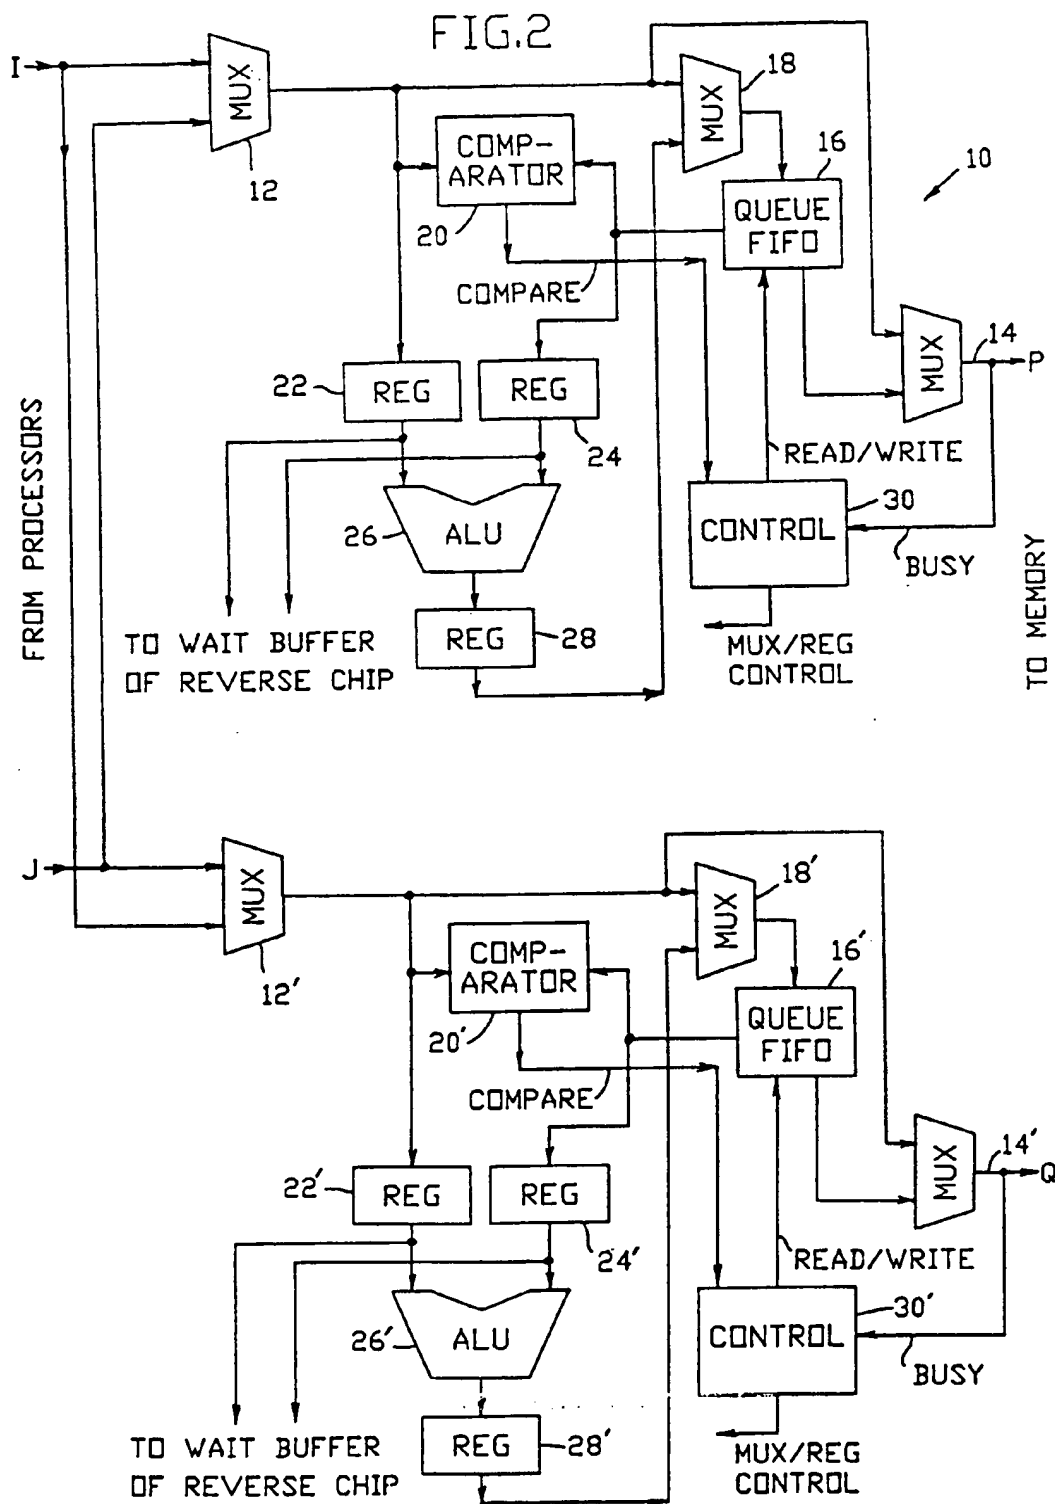 FIG.2
I
MUX
12
COMP-
ARATOR
20
MUX
18
16
QUEUE
FIFO
10
COMPARE
22
REG
REG
24
MUX
14
P
READ/WRITE
FROM PROCESSORS
26
ALU
CONTROL
30
BUSY
TO MEMORY
REG
28
TO WAIT BUFFER
OF REVERSE CHIP
MUX/REG
CONTROL
J
MUX
12'
COMP-
ARATOR
20'
MUX
18'
16'
QUEUE
FIFO
COMPARE
22'
REG
REG
24'
MUX
14'
Q
READ/WRITE
26'
ALU
CONTROL
30'
BUSY
REG
28'
TO WAIT BUFFER
OF REVERSE CHIP
MUX/REG
CONTROL